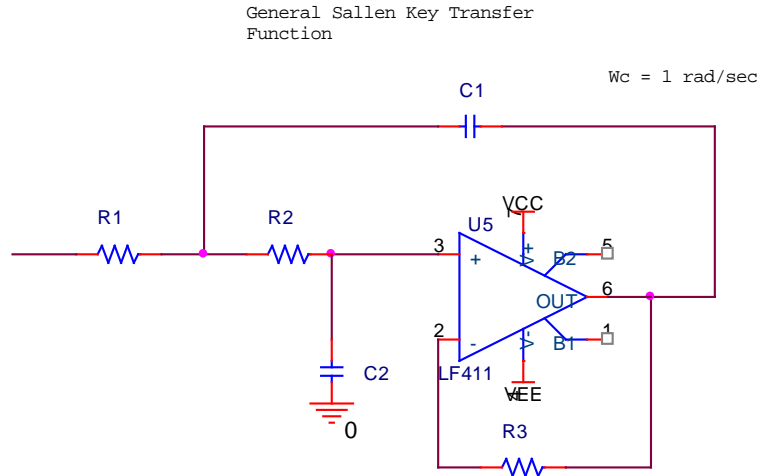 General Sallen Key Transfer
Function
Wc = 1 rad/sec
C1
R1
R2
U5
VCC
3
+
V+
B2
5
OUT
6
2
-
V-
B1
1
C2
LF411
VEE
0
R3